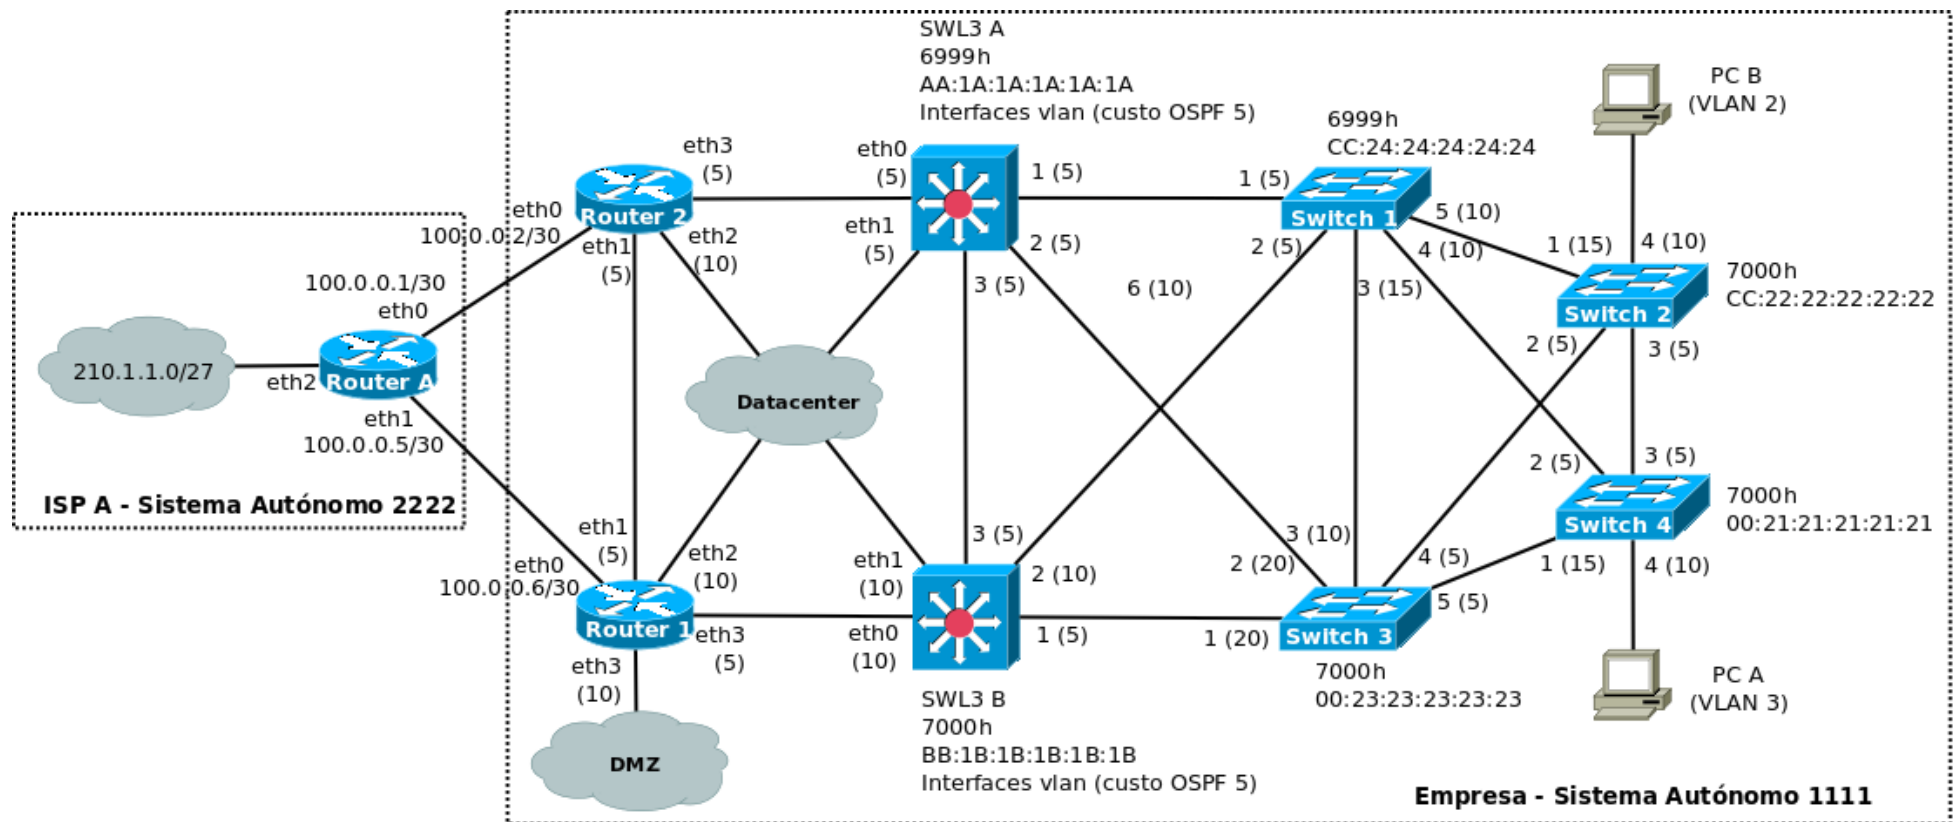 SWL3 A
6999h
AA:1A:1A:1A:1A:1A
Interfaces vlan (custo OSPF 5)
PC B
(VLAN 2)
6999h
CC:24:24:24:24:24
eth3
(5)
eth0
(5)
1 (5)
1 (5)
Router 2
eth0
100.0.0.2/30
eth1
(5)
eth2
(10)
eth1
(5)
2 (5)
Switch 1
2 (5)
5 (10)
4 (10)
1 (15)
4 (10)
7000h
CC:22:22:22:22:22
100.0.0.1/30
eth0
3 (5)
6 (10)
3 (15)
Switch 2
2 (5)
3 (5)
210.1.1.0/27
eth2
Router A
eth1
100.0.0.5/30
Datacenter
2 (5)
3 (5)
ISP A - Sistema Autónomo 2222
7000h
00:21:21:21:21:21
Switch 4
eth1
(5)
eth0
100.0.0.6/30
eth2
(10)
eth1
(10)
3 (5)
2 (10)
3 (10)
2 (20)
4 (5)
1 (15)
4 (10)
Router 1
eth3
(5)
eth0
(10)
1 (5)
1 (20)
Switch 3
5 (5)
eth3
(10)
7000h
00:23:23:23:23:23
PC A
(VLAN 3)
SWL3 B
7000h
BB:1B:1B:1B:1B:1B
Interfaces vlan (custo OSPF 5)
DMZ
Empresa - Sistema Autónomo 1111